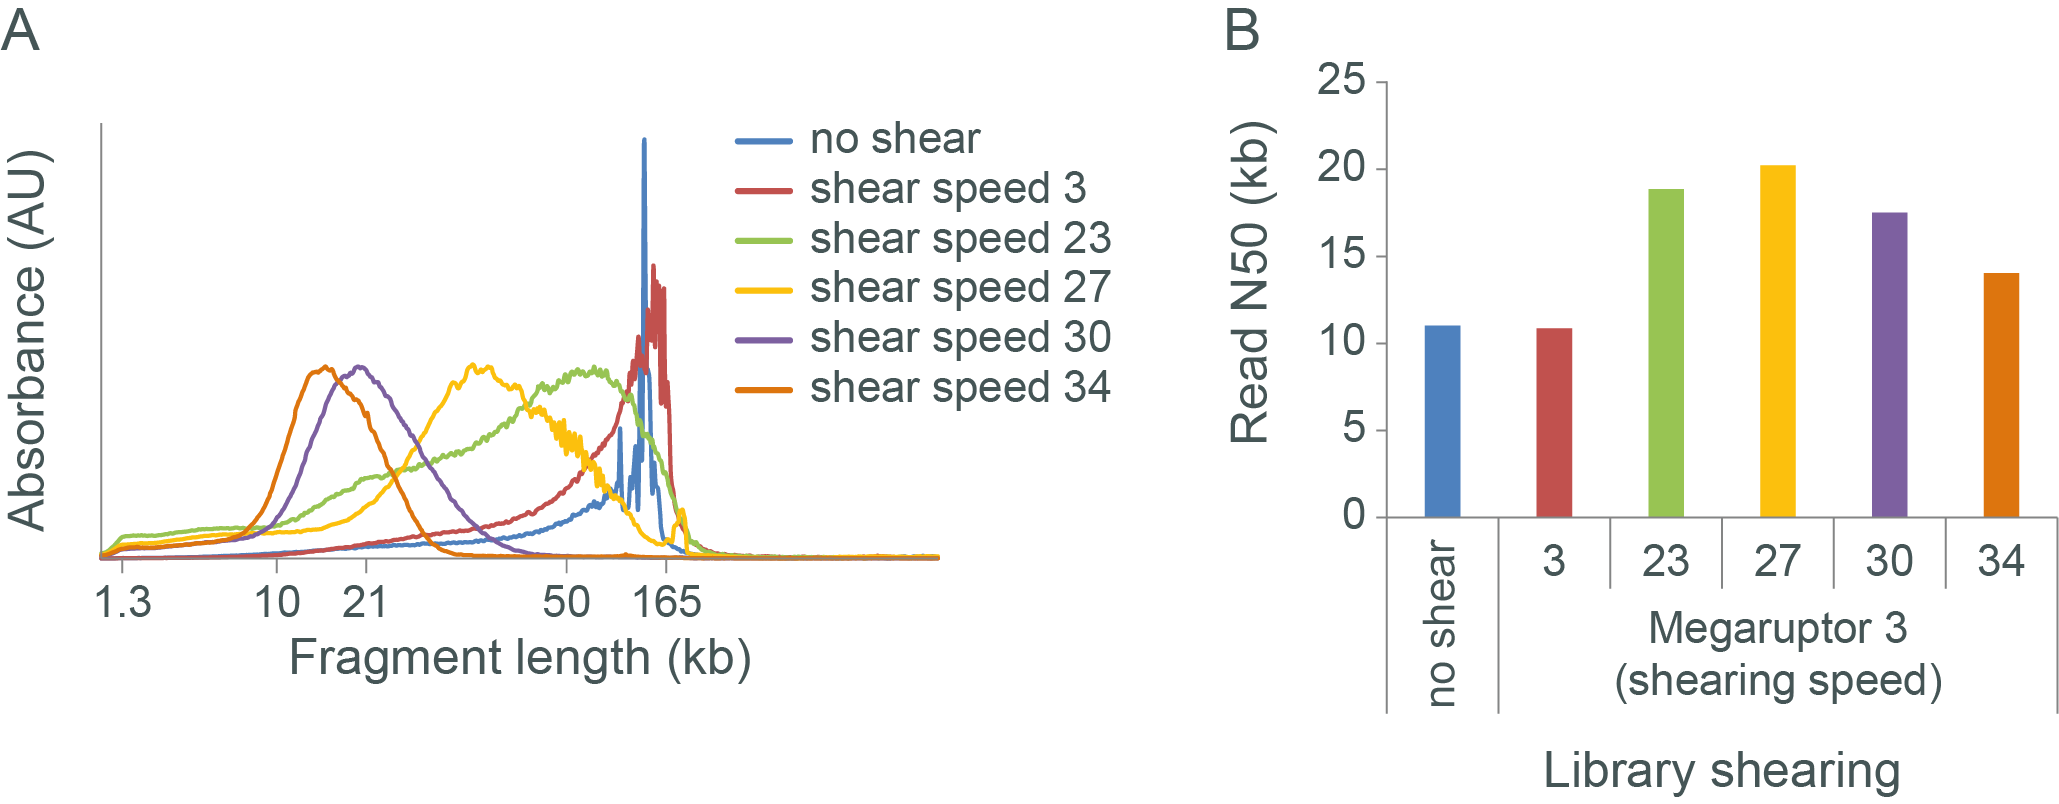 A
Absorbance (AU)
no shear
shear speed 3
shear speed 23
shear speed 27
shear speed 30
shear speed 34
1.3 10 21 50 165
Fragment length (kb)
B
Read N50 (kb)
25
20
15
10
5
0
no shear 3 23 27 30 34
Megaruptor 3
(shearing speed)
Library shearing